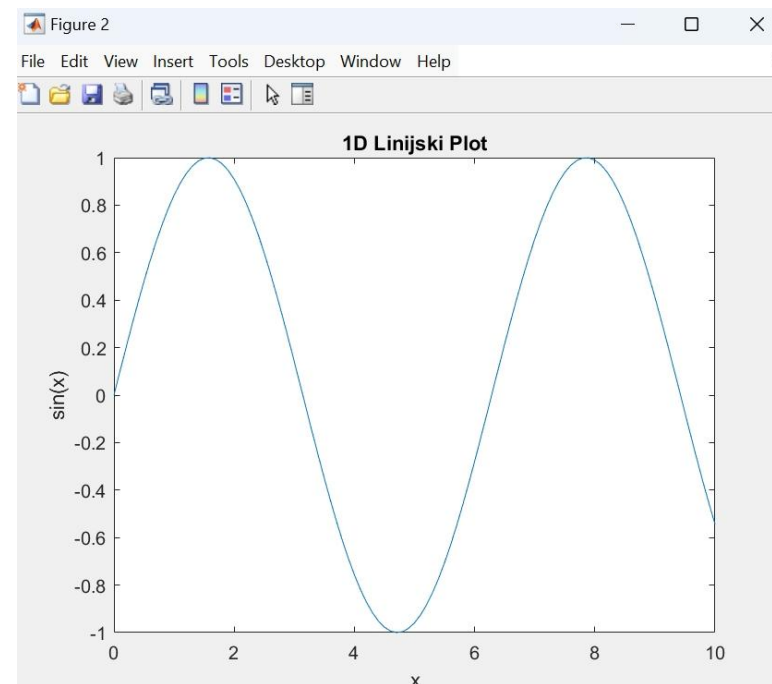 Figure 2
File Edit View Insert Tools Desktop Window Help
1D Linijski Plot
1
0.8
0.6
0.4
0.2
0
-0.2
-0.4
-0.6
-0.8
-1
sin(x)
0 2 4 6 8 10
x